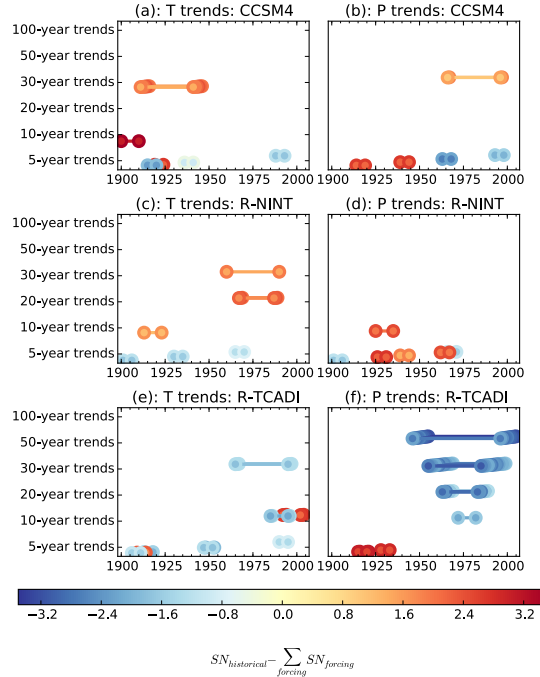 (a): T trends: CCSM4
(b): P trends: CCSM4
100-year trends
50-year trends
30-year trends
20-year trends
10-year trends
5-year trends
1900 1925 1950 1975 2000
1900 1925 1950 1975 2000
(c): T trends: R-NINT
(d): P trends: R-NINT
100-year trends
50-year trends
30-year trends
20-year trends
10-year trends
5-year trends
1900 1925 1950 1975 2000
1900 1925 1950 1975 2000
(e): T trends: R-TCADI
(f): P trends: R-TCADI
100-year trends
50-year trends
30-year trends
20-year trends
10-year trends
5-year trends
1900 1925 1950 1975 2000
1900 1925 1950 1975 2000
−3.2 −2.4 −1.6 −0.8 0.0 0.8 1.6 2.4 3.2
SN_historical − ∑_forcing SN_forcing